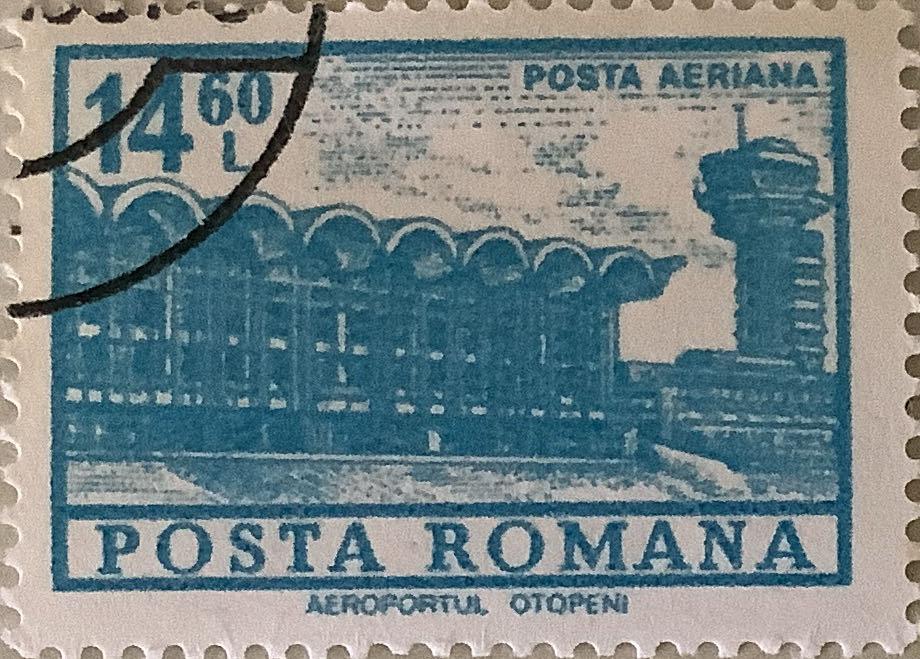 14 60 L
POSTA AERIANA
POSTA ROMANA
AEROPORTUL OTOPENI